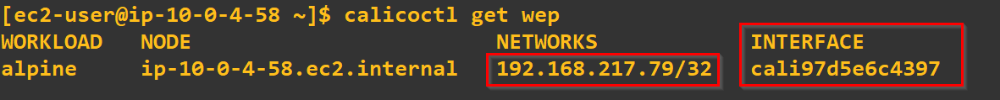 [ec2-user@ip-10-0-4-58 ~]$ calicoctl get wep
WORKLOAD   NODE                         NETWORKS            INTERFACE
alpine     ip-10-0-4-58.ec2.internal    192.168.217.79/32   cali97d5e6c4397